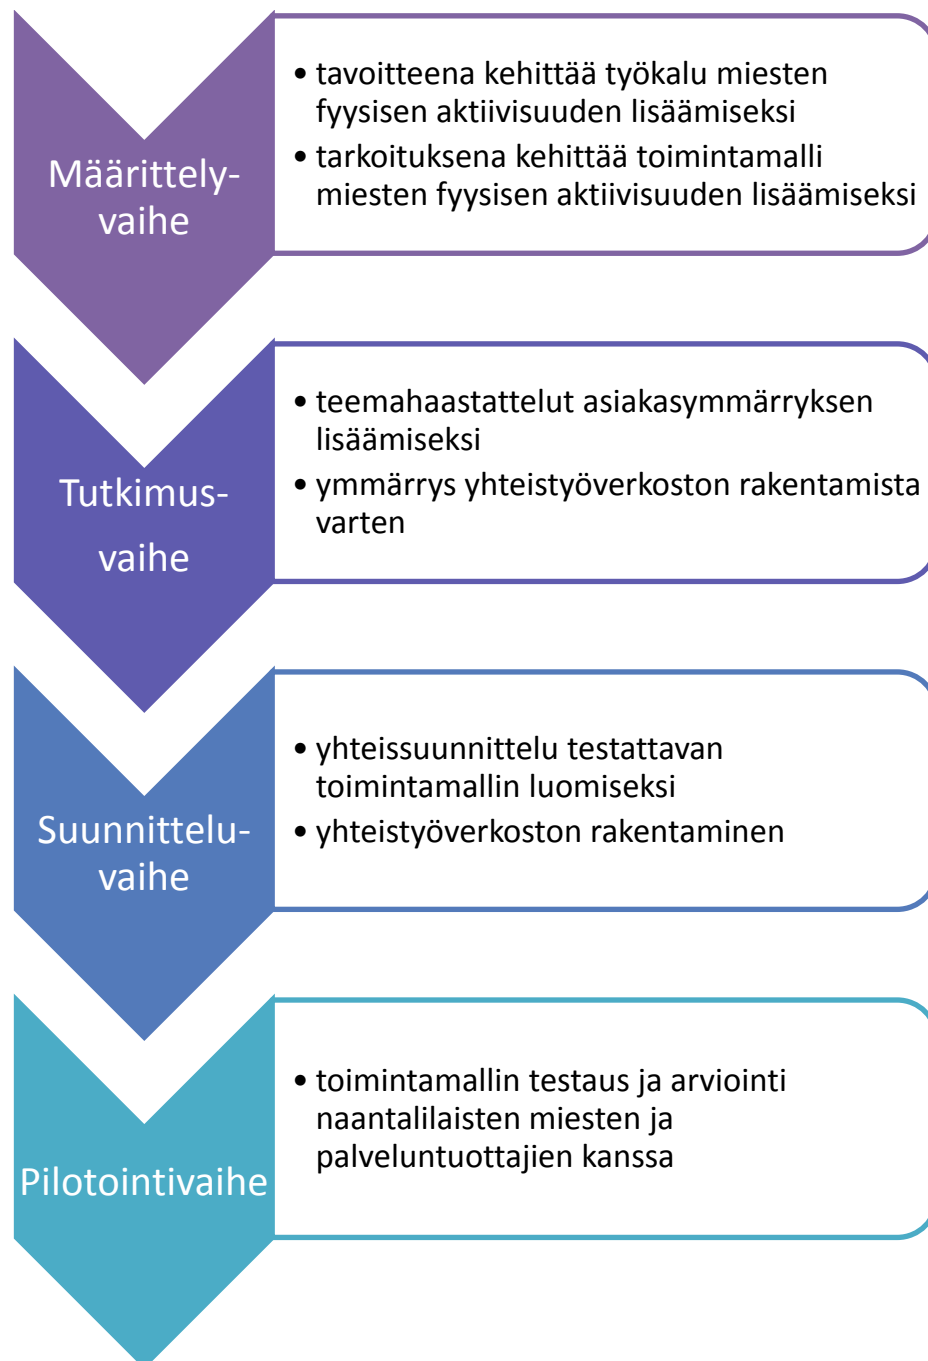 Määrittely-
vaihe
• tavoitteena kehittää työkalu miesten
fyysisen aktiivisuuden lisäämiseksi
• tarkoituksena kehittää toimintamalli
miesten fyysisen aktiivisuuden lisäämiseksi
Tutkimus-
vaihe
• teemahaastattelut asiakasymmärryksen
lisäämiseksi
• ymmärrys yhteistyöverkoston rakentamista
varten
Suunnittelu-
vaihe
• yhteissuunnittelu testattavan
toimintamallin luomiseksi
• yhteistyöverkoston rakentaminen
Pilotointivaihe
• toimintamallin testaus ja arviointi
naantalilaisten miesten ja
palveluntuottajien kanssa